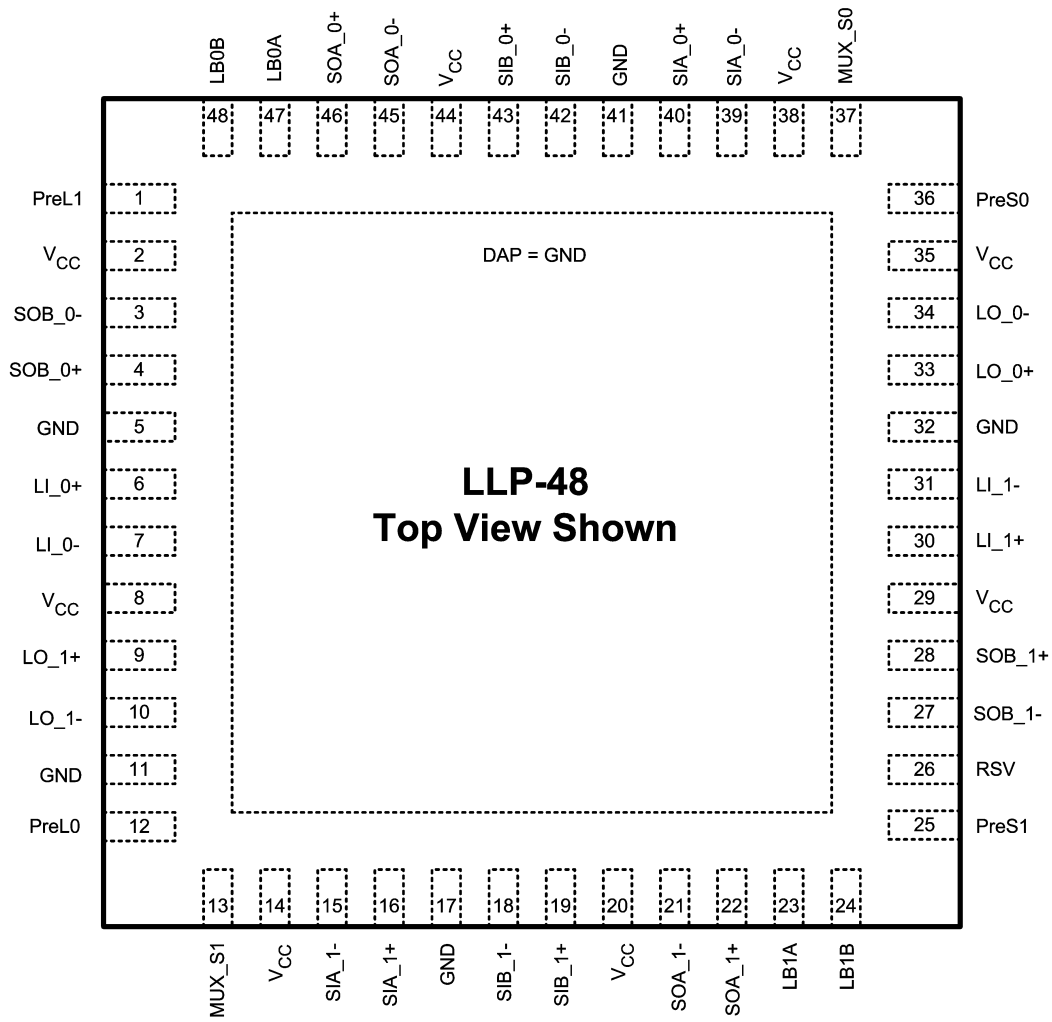 LB0B LB0A SOA_0+ SOA_0- VCC SIB_0+ SIB_0- GND SIA_0+ SIA_0- VCC MUX_S0
48 47 46 45 44 43 42 41 40 39 38 37
PreL1 1 36 PreS0
VCC 2 35 VCC
DAP = GND
SOB_0- 3 34 LO_0-
SOB_0+ 4 33 LO_0+
GND 5 32 GND
LI_0+ 6 31 LI_1-
LLP-48
Top View Shown
LI_0- 7 30 LI_1+
VCC 8 29 VCC
LO_1+ 9 28 SOB_1+
LO_1- 10 27 SOB_1-
GND 11 26 RSV
PreL0 12 25 PreS1
13 14 15 16 17 18 19 20 21 22 23 24
MUX_S1 VCC SIA_1- SIA_1+ GND SIB_1- SIB_1+ VCC SOA_1- SOA_1+ LB1A LB1B